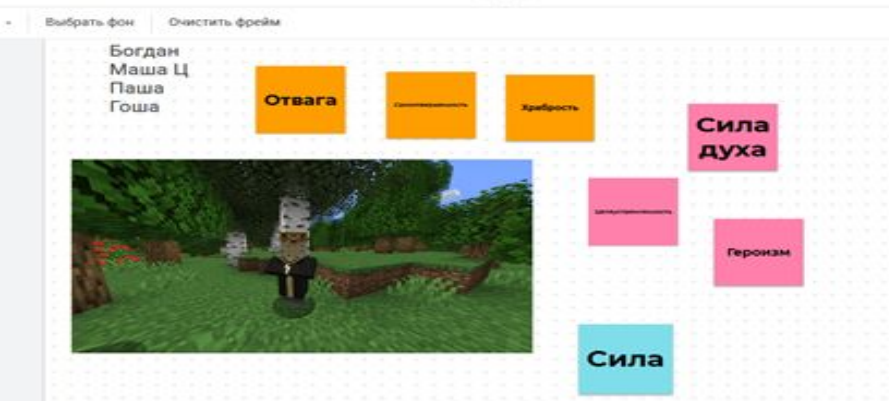 Выбрать фон
Очистить фрейм
Богдан
Маша Ц
Паша
Гоша
Отвага
Храбрость
Сила
духа
Героизм
Сила